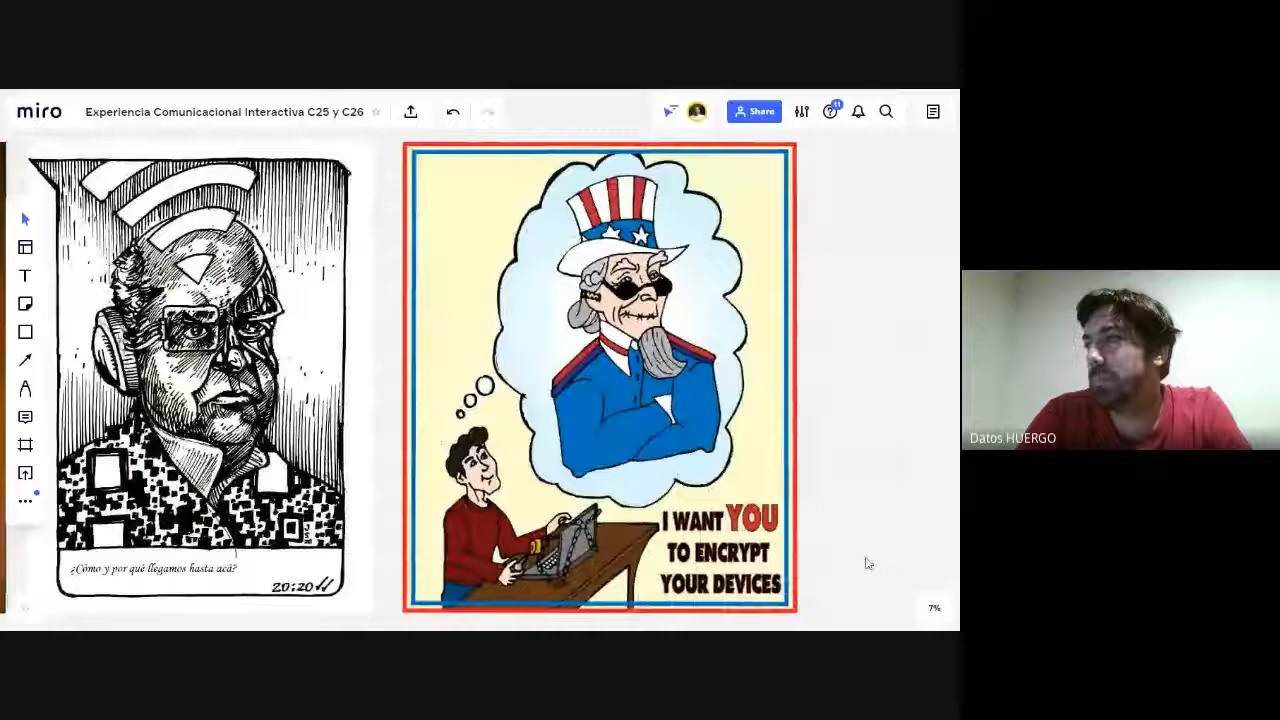 miro
Experiencia Comunicacional Interactiva C25 y C26
Share
11
T
¿Cómo y por qué llegamos hasta acá?
20:20
I WANT YOU
TO ENCRYPT
YOUR DEVICES
7%
Datos HUERGO